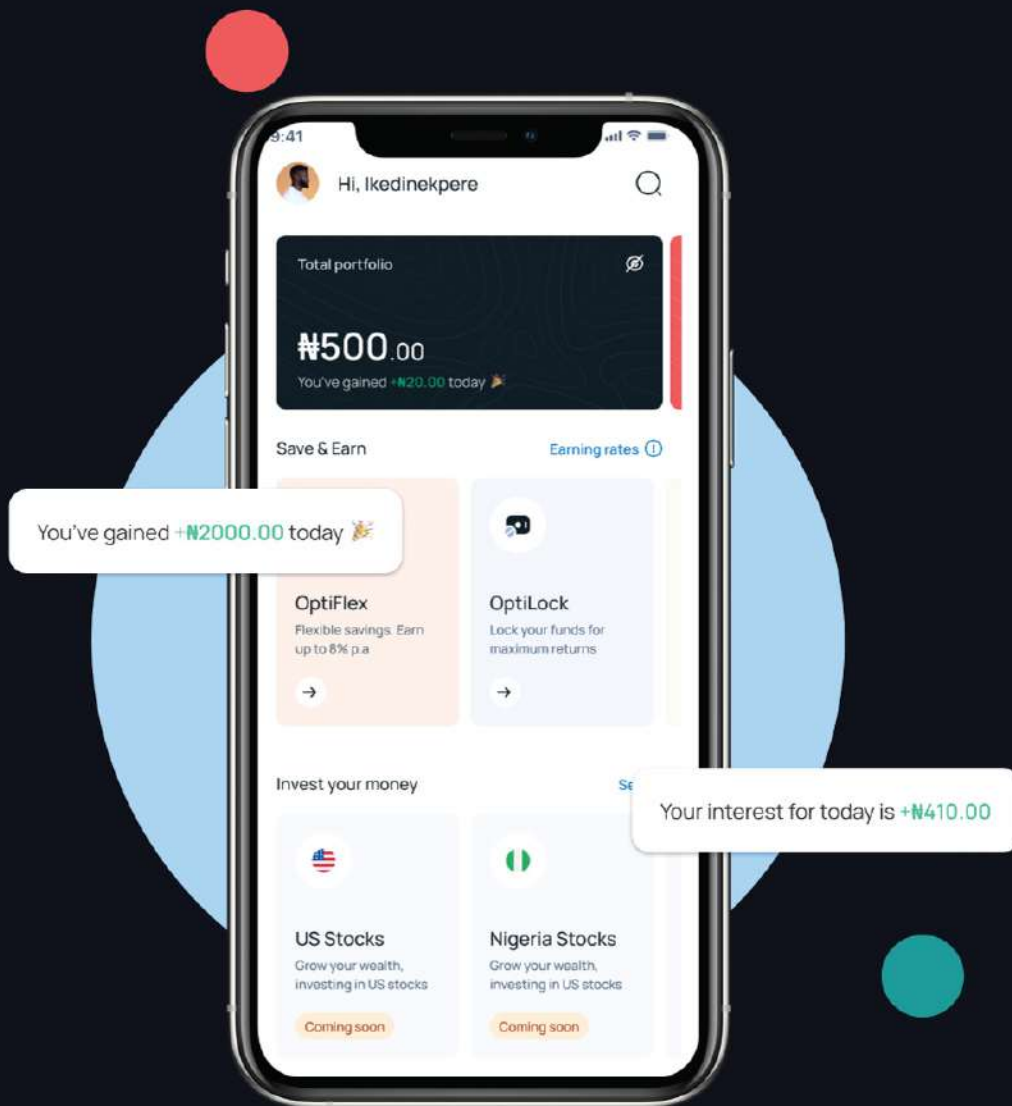 9:41
Hi, Ikedinekpere
Total portfolio
₦500.00
You've gained +₦20.00 today 🎉
Save & Earn
Earning rates
You've gained +₦2000.00 today 🎉
OptiFlex
Flexible savings. Earn
up to 8% p.a
OptiLock
Lock your funds for
maximum returns
Invest your money
Se
Your interest for today is +₦410.00
US Stocks
Grow your wealth,
investing in US stocks
Coming soon
Nigeria Stocks
Grow your wealth,
investing in US stocks
Coming soon